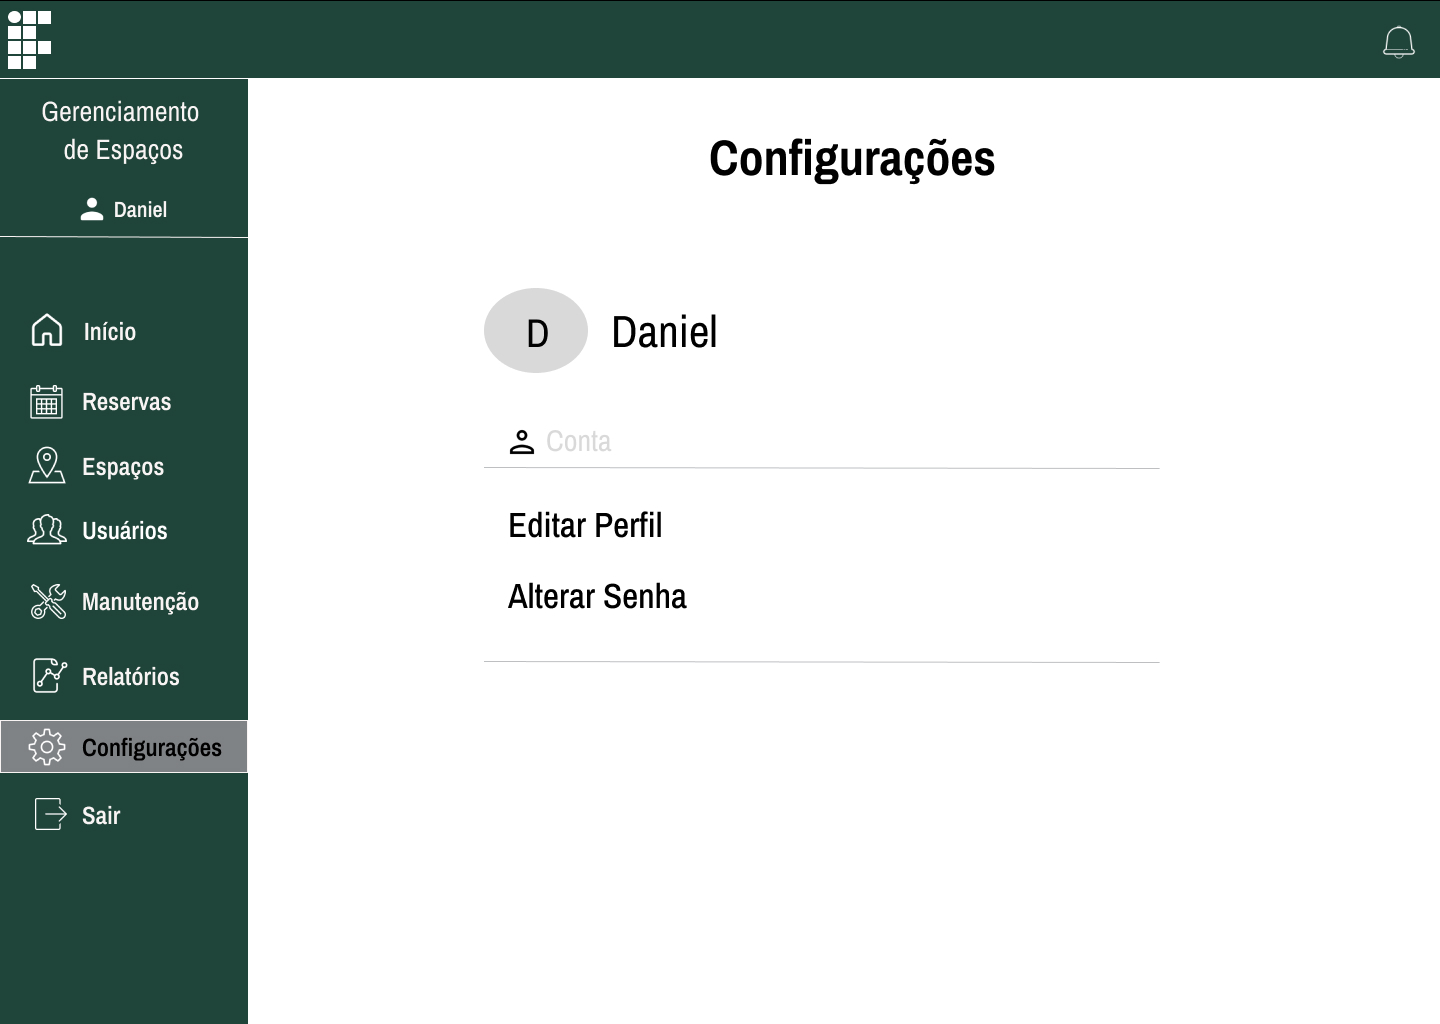 Gerenciamento
de Espaços
Daniel
Início
Reservas
Espaços
Usuários
Manutenção
Relatórios
Configurações
Sair
Configurações
D
Daniel
Conta
Editar Perfil
Alterar Senha